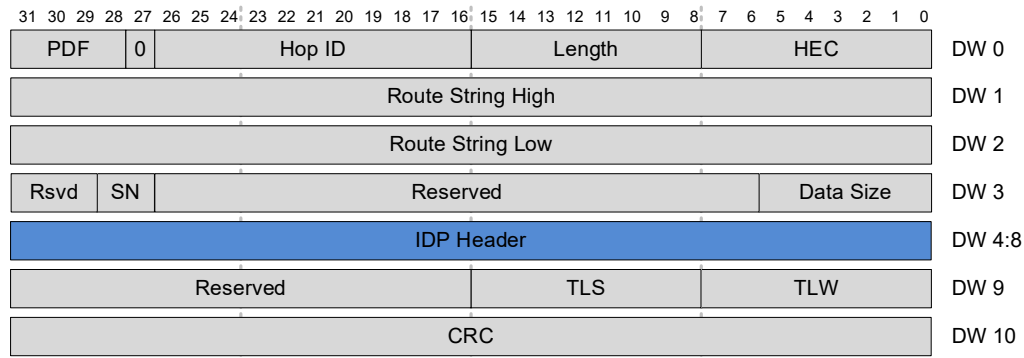 31 30 29 28 27 26 25 24 23 22 21 20 19 18 17 16 15 14 13 12 11 10 9 8 7 6 5 4 3 2 1 0
PDF 0 Hop ID Length HEC DW 0
Route String High DW 1
Route String Low DW 2
Rsvd SN Reserved Data Size DW 3
IDP Header DW 4:8
Reserved TLS TLW DW 9
CRC DW 10